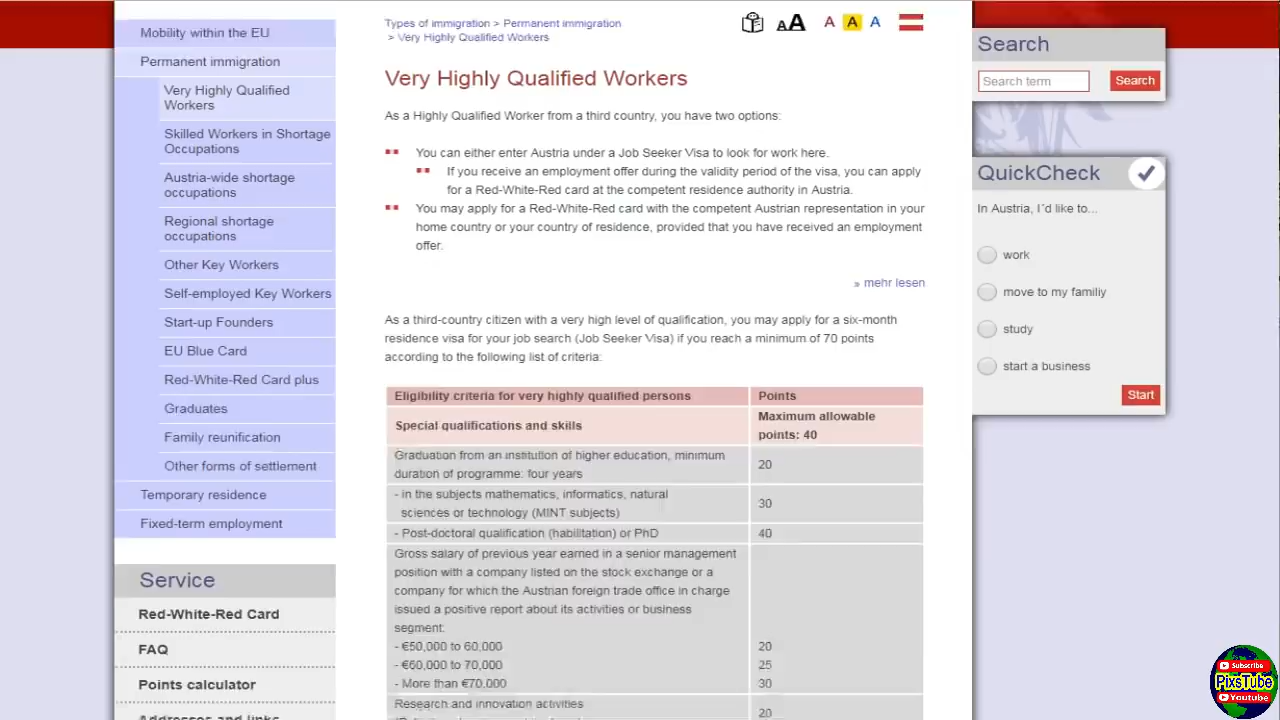 Mobility within the EU
Permanent immigration
Very Highly Qualified
Workers
Skilled Workers in Shortage
Occupations
Austria-wide shortage
occupations
Regional shortage
occupations
Other Key Workers
Self-employed Key Workers
Start-up Founders
EU Blue Card
Red-White-Red Card plus
Graduates
Family reunification
Other forms of settlement
Temporary residence
Fixed-term employment
Service
Red-White-Red Card
FAQ
Points calculator
Addresses and links
Types of immigration > Permanent immigration
> Very Highly Qualified Workers
AA A A A
Very Highly Qualified Workers
As a Highly Qualified Worker from a third country, you have two options:
You can either enter Austria under a Job Seeker Visa to look for work here.
If you receive an employment offer during the validity period of the visa, you can apply
for a Red-White-Red card at the competent residence authority in Austria.
You may apply for a Red-White-Red card with the competent Austrian representation in your
home country or your country of residence, provided that you have received an employment
offer.
» mehr lesen
As a third-country citizen with a very high level of qualification, you may apply for a six-month
residence visa for your job search (Job Seeker Visa) if you reach a minimum of 70 points
according to the following list of criteria:
Eligibility criteria for very highly qualified persons Points
Special qualifications and skills Maximum allowable
points: 40
Graduation from an institution of higher education, minimum
duration of programme: four years 20
- in the subjects mathematics, informatics, natural
sciences or technology (MINT subjects) 30
- Post-doctoral qualification (habilitation) or PhD 40
Gross salary of previous year earned in a senior management
position with a company listed on the stock exchange or a
company for which the Austrian foreign trade office in charge
issued a positive report about its activities or business
segment:
- €50,000 to 60,000 20
- €60,000 to 70,000 25
- More than €70,000 30
Research and innovation activities
20
Search
Search term Search
QuickCheck
In Austria, I´d like to...
work
move to my familiy
study
start a business
Start
Subscribe
PixsTube
Youtube